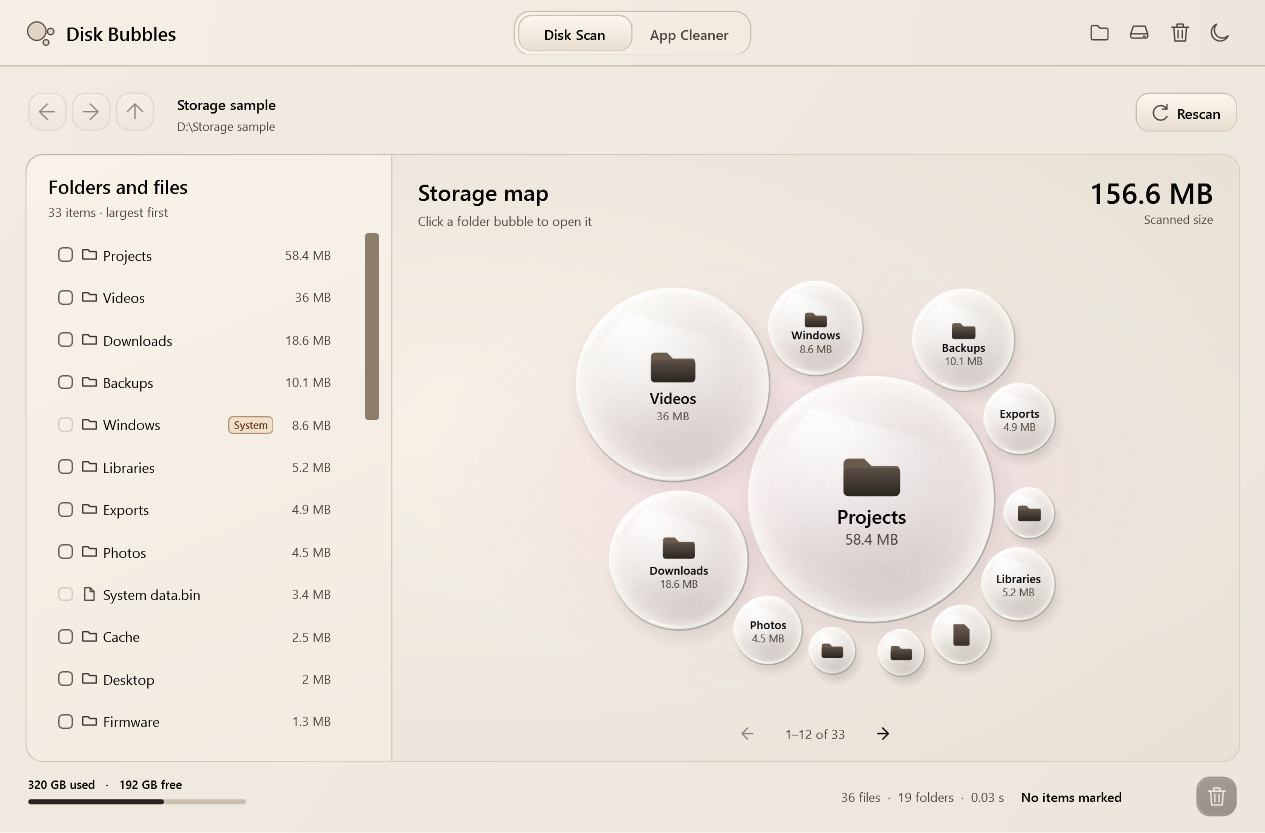 Disk Bubbles
Disk Scan
App Cleaner
Storage sample
D:\Storage sample
Rescan
Folders and files
33 items · largest first
Projects 58.4 MB
Videos 36 MB
Downloads 18.6 MB
Backups 10.1 MB
Windows System 8.6 MB
Libraries 5.2 MB
Exports 4.9 MB
Photos 4.5 MB
System data.bin 3.4 MB
Cache 2.5 MB
Desktop 2 MB
Firmware 1.3 MB
Storage map
Click a folder bubble to open it
156.6 MB
Scanned size
Windows
8.6 MB
Backups
10.1 MB
Videos
36 MB
Exports
4.9 MB
Projects
58.4 MB
Downloads
18.6 MB
Libraries
5.2 MB
Photos
4.5 MB
1–12 of 33
320 GB used · 192 GB free
36 files · 19 folders · 0.03 s No items marked